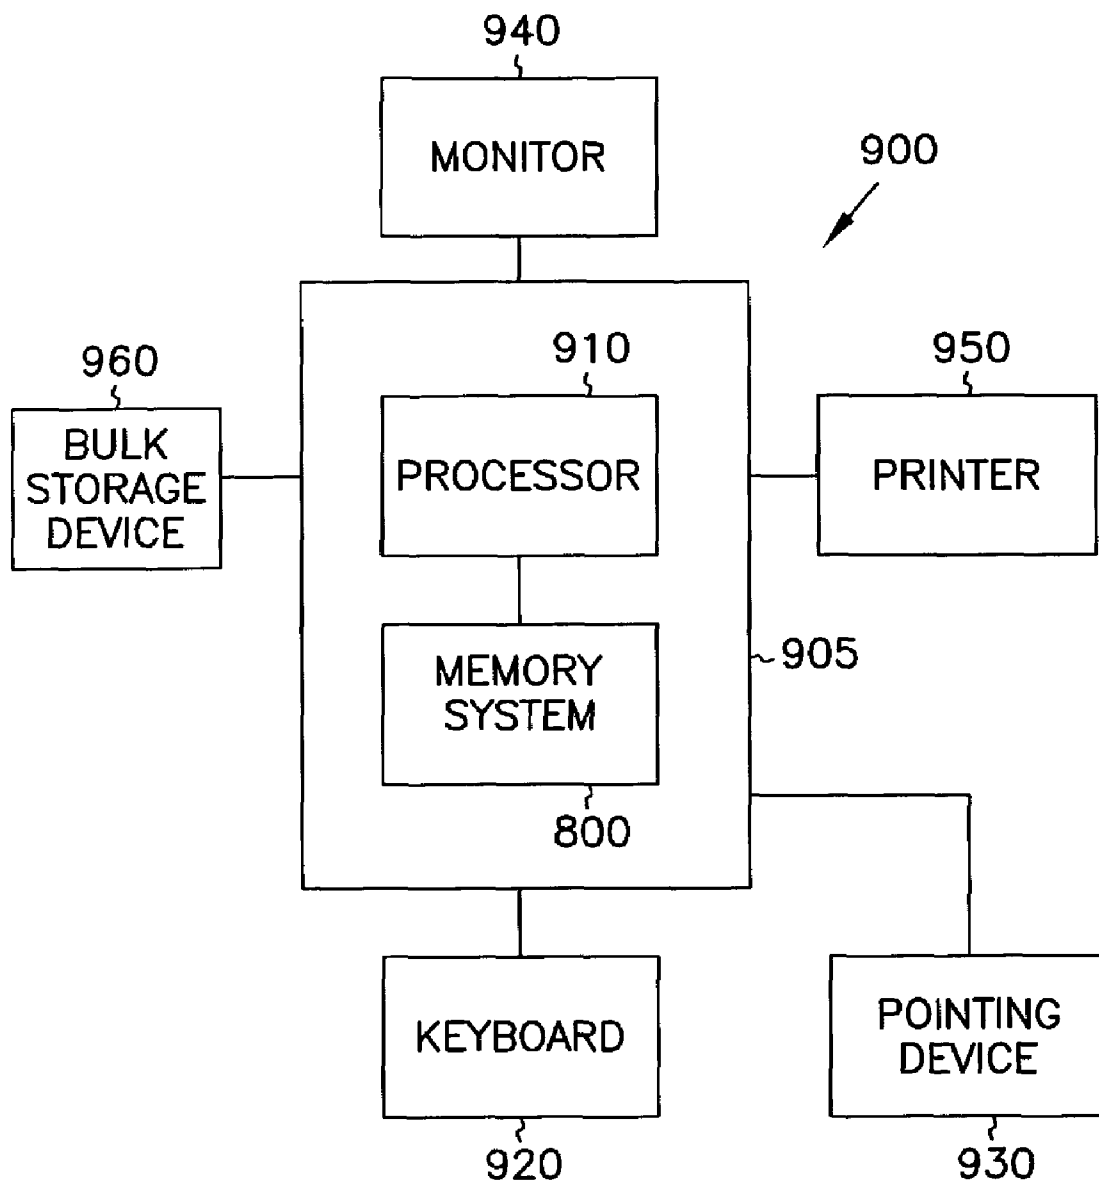 940
MONITOR
900
960
910
950
BULK
STORAGE
DEVICE
PROCESSOR
PRINTER
MEMORY
SYSTEM
905
800
KEYBOARD
POINTING
DEVICE
920
930